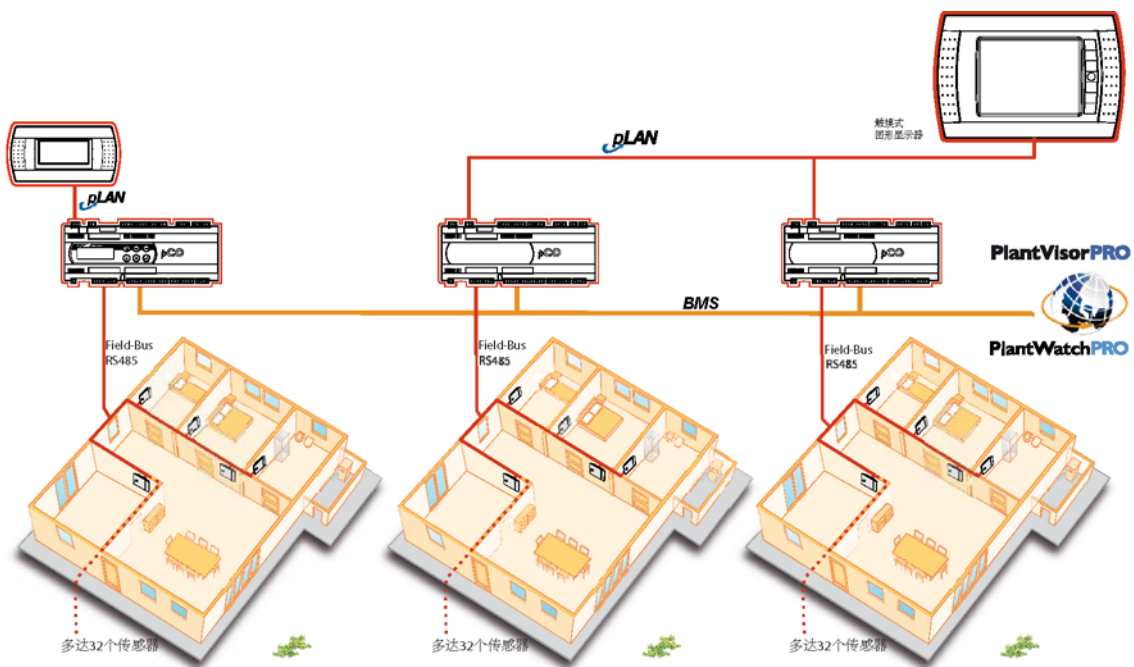 触摸式
图形显示器
pLAN
pLAN
pCO
pCO
pCO
PlantVisorPRO
BMS
PlantWatchPRO
Field-Bus
RS485
Field-Bus
RS485
Field-Bus
RS485
多达32个传感器
多达32个传感器
多达32个传感器